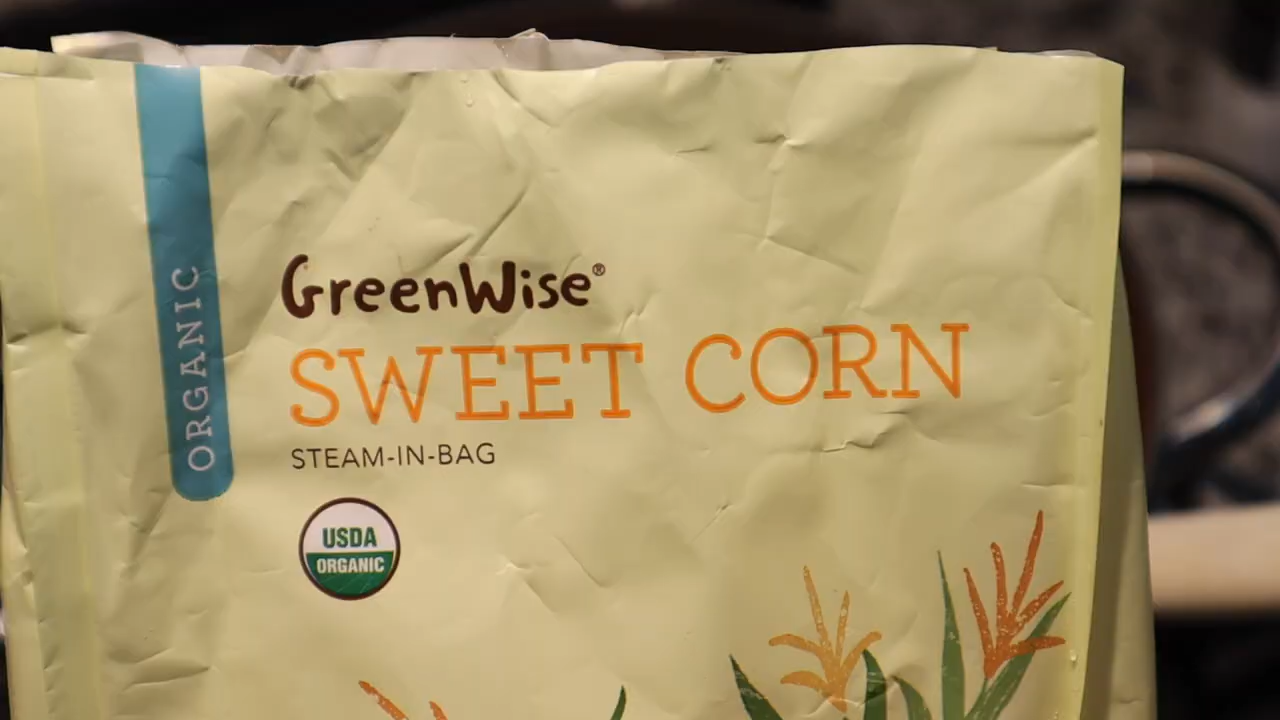 ORGANIC
GreenWise®
SWEET CORN
STEAM-IN-BAG
USDA
ORGANIC